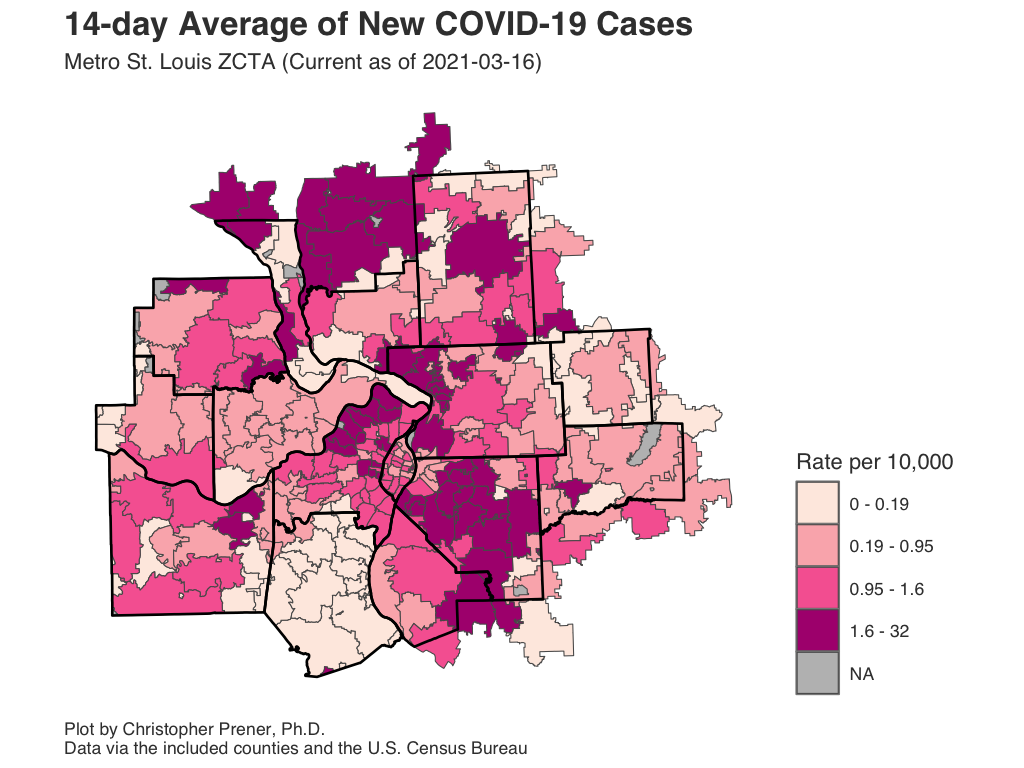 14-day Average of New COVID-19 Cases
Metro St. Louis ZCTA (Current as of 2021-03-16)
Rate per 10,000
0 - 0.19
0.19 - 0.95
0.95 - 1.6
1.6 - 32
NA
Plot by Christopher Prener, Ph.D.
Data via the included counties and the U.S. Census Bureau